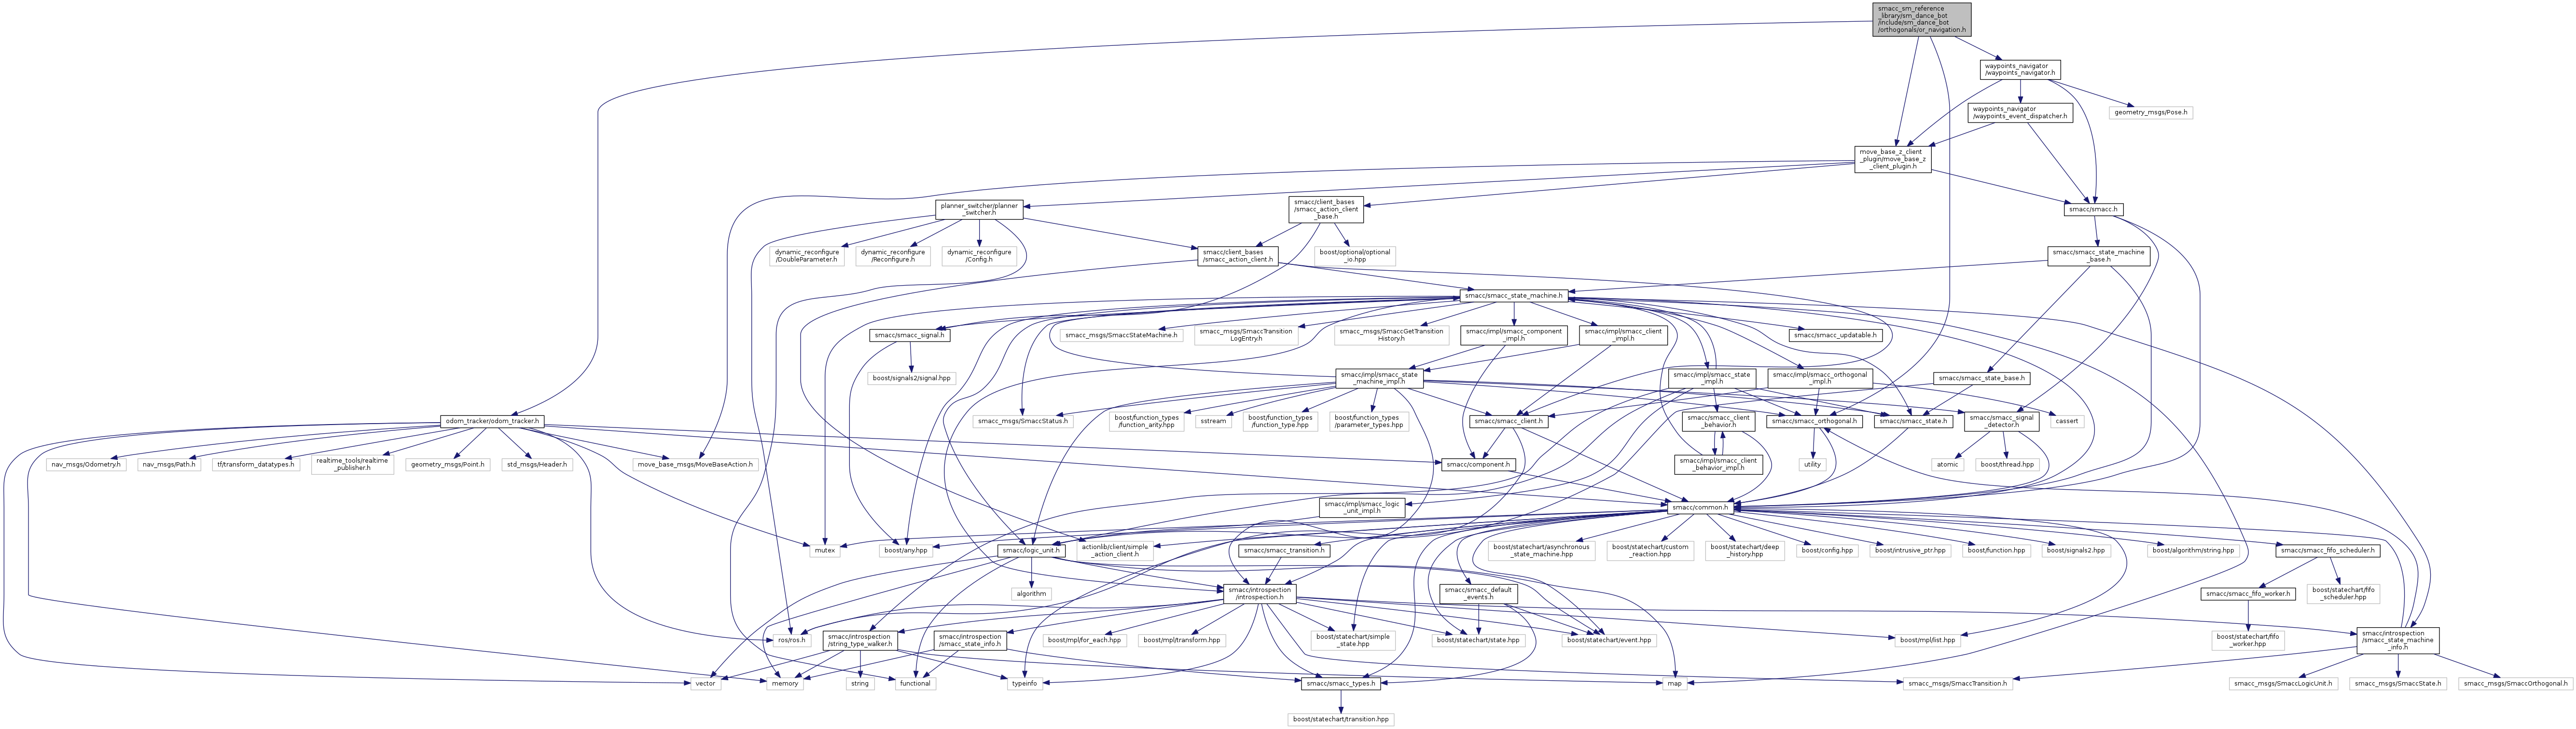 smacc_sm_reference
_library/sm_dance_bot
/include/sm_dance_bot
/orthogonals/or_navigation.h
waypoints_navigator
/waypoints_navigator.h
waypoints_navigator
/waypoints_event_dispatcher.h
geometry_msgs/Pose.h
move_base_z_client
_plugin/move_base_z
_client_plugin.h
planner_switcher/planner
_switcher.h
smacc/client_bases
/smacc_action_client
_base.h
smacc/smacc.h
dynamic_reconfigure
/DoubleParameter.h
dynamic_reconfigure
/Reconfigure.h
dynamic_reconfigure
/Config.h
smacc/client_bases
/smacc_action_client.h
boost/optional/optional
_io.hpp
smacc/smacc_state_machine
_base.h
smacc/smacc_state_machine.h
smacc/smacc_signal.h
smacc_msgs/SmaccStateMachine.h
smacc_msgs/SmaccTransition
LogEntry.h
smacc_msgs/SmaccGetTransition
History.h
smacc/impl/smacc_component
_impl.h
smacc/impl/smacc_client
_impl.h
smacc/smacc_updatable.h
boost/signals2/signal.hpp
smacc/impl/smacc_state
_machine_impl.h
smacc/impl/smacc_state
_impl.h
smacc/impl/smacc_orthogonal
_impl.h
smacc/smacc_state_base.h
odom_tracker/odom_tracker.h
smacc_msgs/SmaccStatus.h
boost/function_types
/function_arity.hpp
sstream
boost/function_types
/function_type.hpp
boost/function_types
/parameter_types.hpp
smacc/smacc_client.h
smacc/smacc_client
_behavior.h
smacc/smacc_orthogonal.h
smacc/smacc_state.h
smacc/smacc_signal
_detector.h
cassert
nav_msgs/Odometry.h
nav_msgs/Path.h
tf/transform_datatypes.h
realtime_tools/realtime
_publisher.h
geometry_msgs/Point.h
std_msgs/Header.h
move_base_msgs/MoveBaseAction.h
smacc/component.h
smacc/impl/smacc_client
_behavior_impl.h
utility
atomic
boost/thread.hpp
smacc/impl/smacc_logic
_unit_impl.h
smacc/common.h
mutex
boost/any.hpp
smacc/logic_unit.h
actionlib/client/simple
_action_client.h
smacc/smacc_transition.h
boost/statechart/asynchronous
_state_machine.hpp
boost/statechart/custom
_reaction.hpp
boost/statechart/deep
_history.hpp
boost/config.hpp
boost/intrusive_ptr.hpp
boost/function.hpp
boost/signals2.hpp
boost/algorithm/string.hpp
smacc/smacc_fifo_scheduler.h
algorithm
smacc/introspection
/introspection.h
smacc/smacc_default
_events.h
smacc/smacc_fifo_worker.h
boost/statechart/fifo
_scheduler.hpp
ros/ros.h
smacc/introspection
/string_type_walker.h
smacc/introspection
/smacc_state_info.h
boost/mpl/for_each.hpp
boost/mpl/transform.hpp
boost/statechart/simple
_state.hpp
boost/statechart/state.hpp
boost/statechart/event.hpp
boost/mpl/list.hpp
boost/statechart/fifo
_worker.hpp
smacc/introspection
/smacc_state_machine
_info.h
vector
memory
string
functional
typeinfo
smacc/smacc_types.h
map
smacc_msgs/SmaccTransition.h
smacc_msgs/SmaccLogicUnit.h
smacc_msgs/SmaccState.h
smacc_msgs/SmaccOrthogonal.h
boost/statechart/transition.hpp